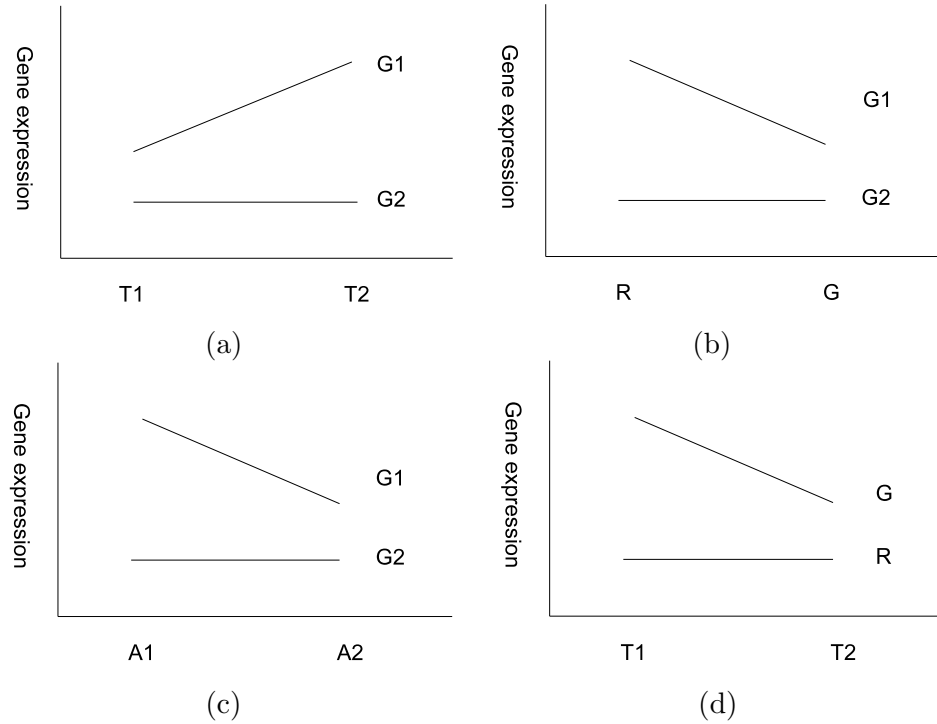 Gene expression
G1
G2
T1 T2
(a)
Gene expression
G1
G2
R G
(b)
Gene expression
G1
G2
A1 A2
(c)
Gene expression
G
R
T1 T2
(d)